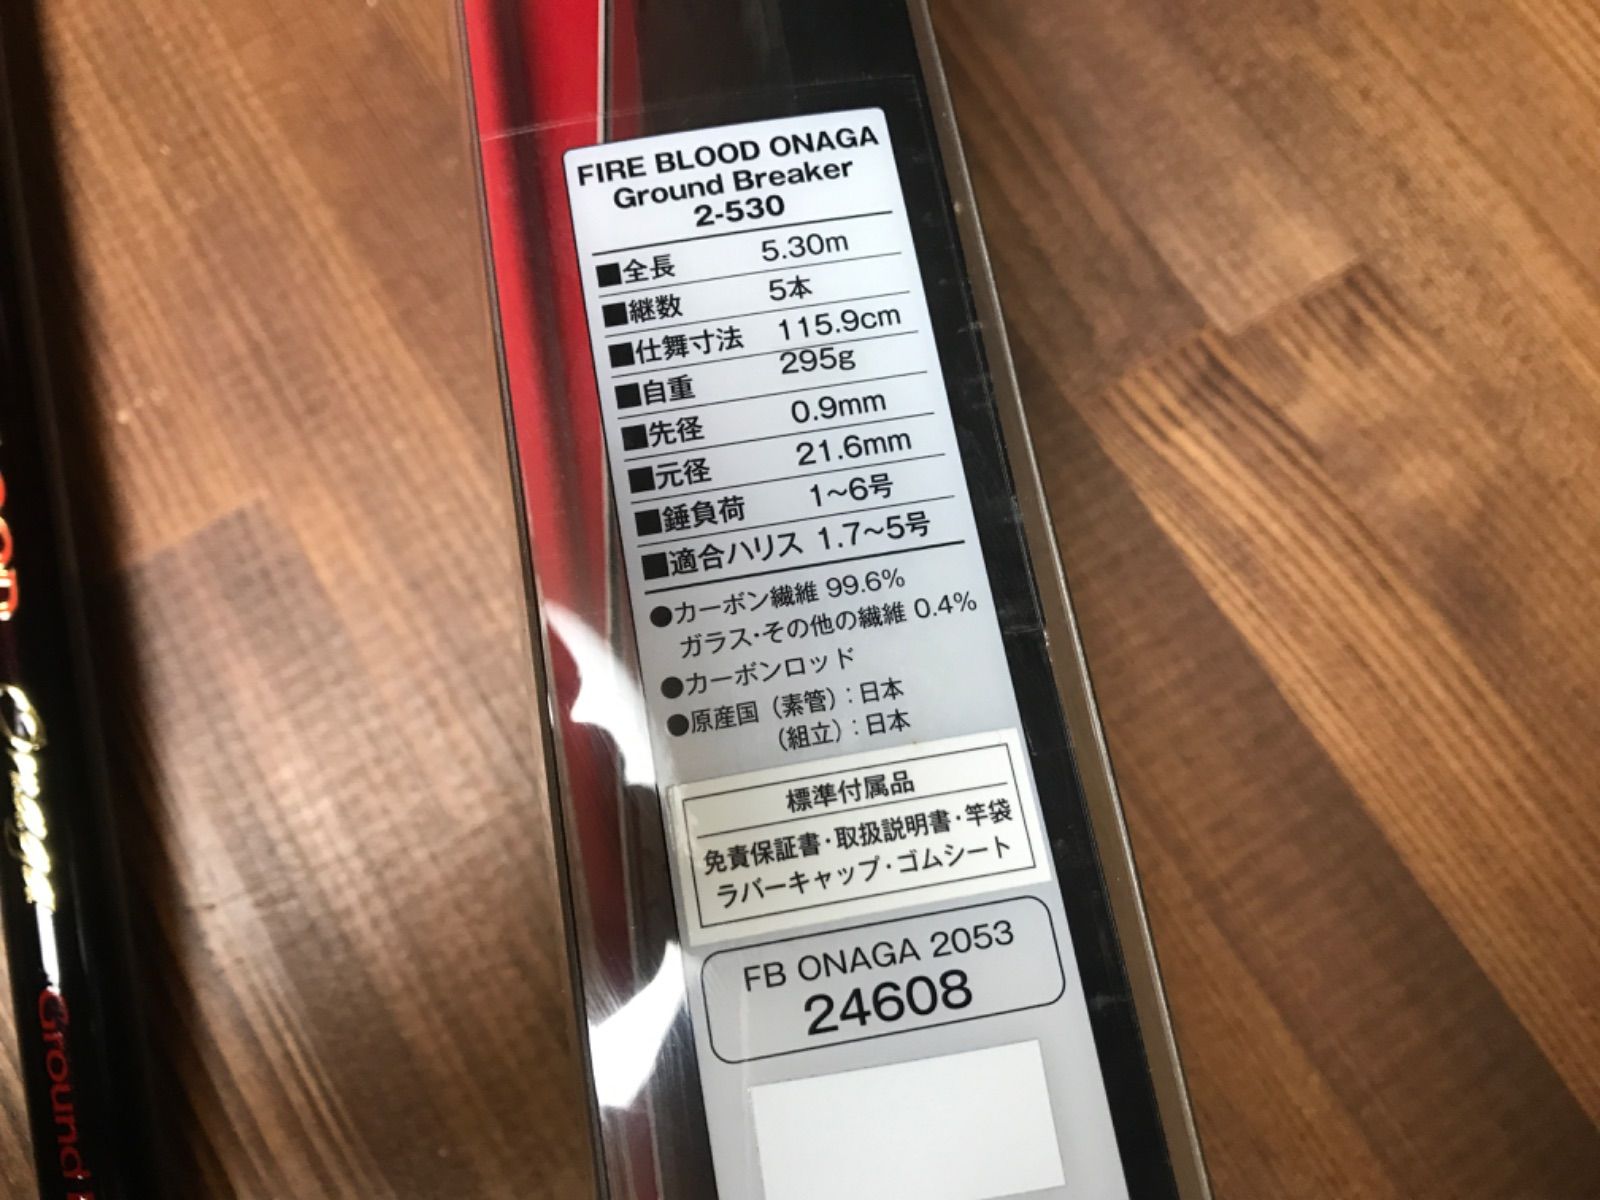 FIRE BLOOD ONAGA
Ground Breaker
2-530
■全長 5.30m
■継数 5本
■仕舞寸法 115.9cm
■自重 295g
■先径 0.9mm
■元径 21.6mm
■錘負荷 1~6号
■適合ハリス 1.7~5号
●カーボン繊維 99.6%
ガラス・その他の繊維 0.4%
●カーボンロッド
●原産国(素管):日本
(組立):日本
標準付属品
免責保証書・取扱説明書・竿袋
ラバーキャップ・ゴムシート
FB ONAGA 2053
24608
Onaga
Ground